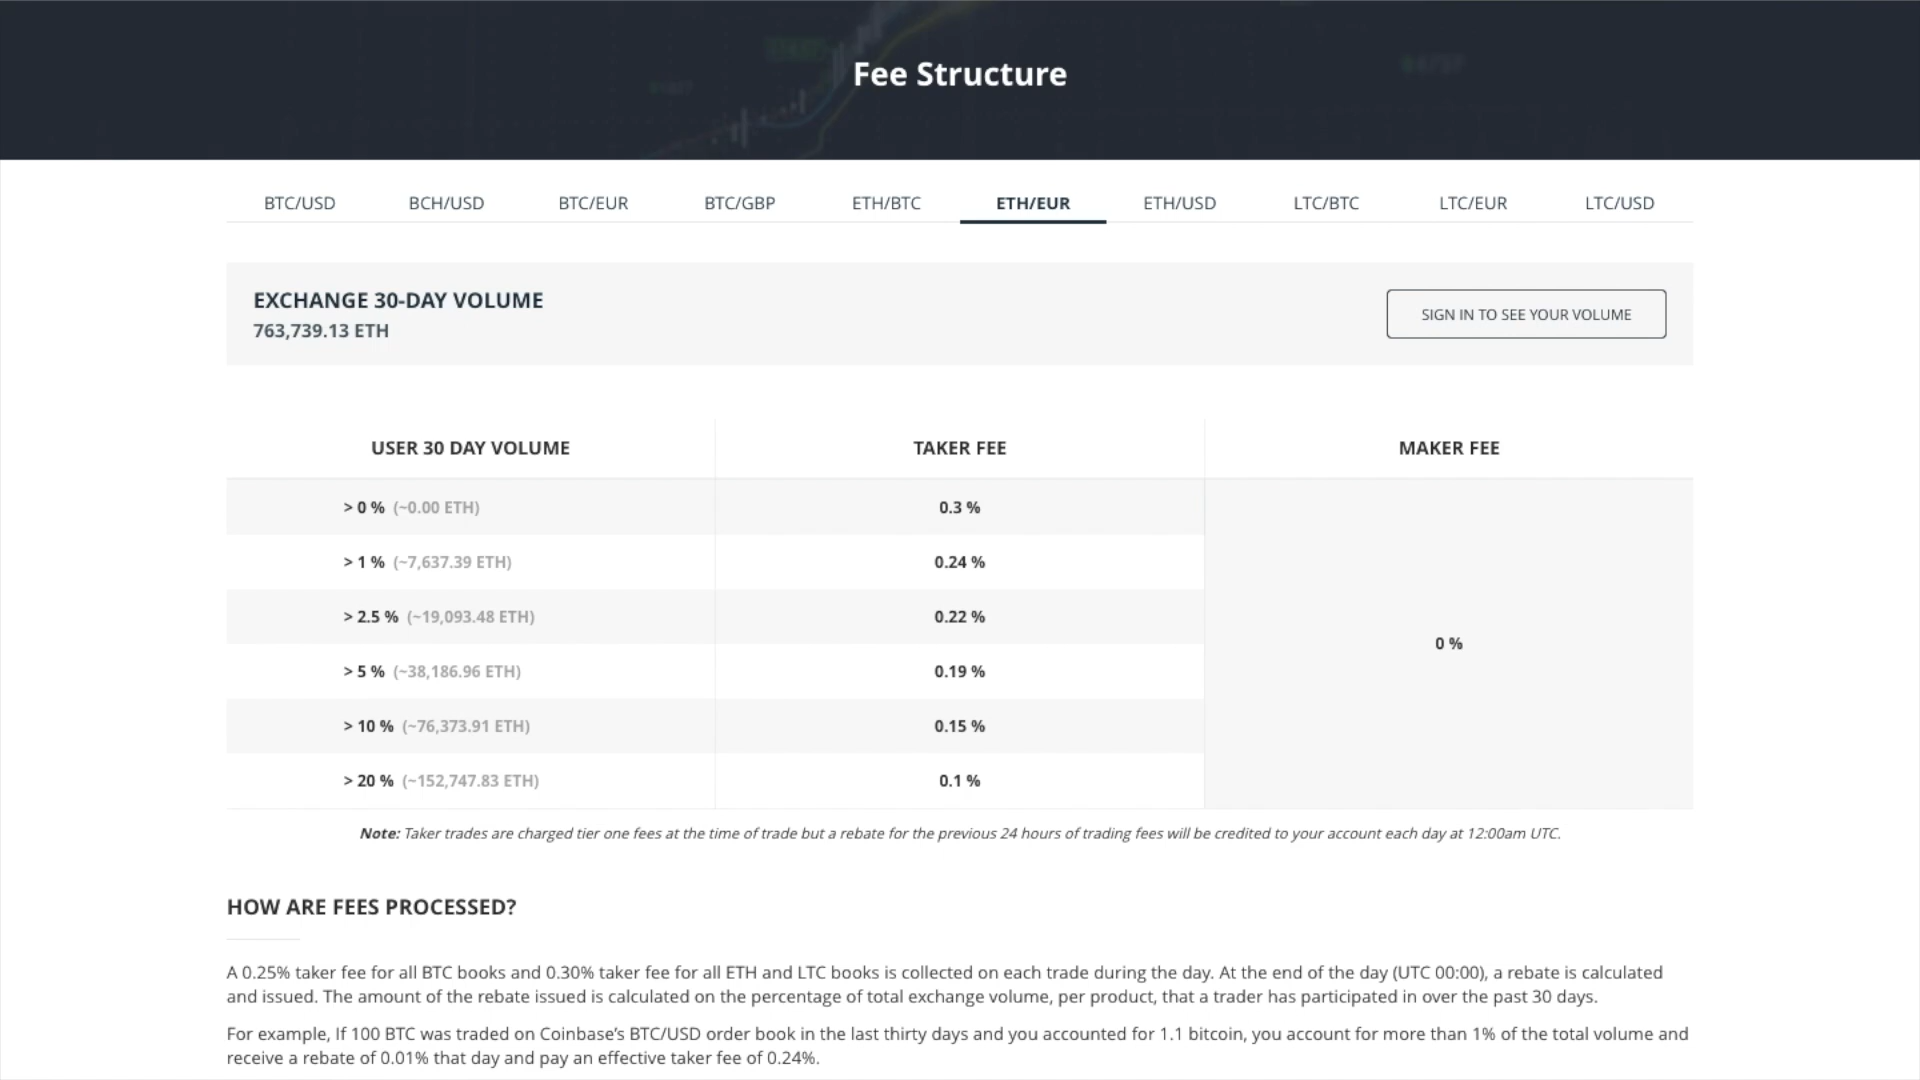 Fee Structure
BTC/USD BCH/USD BTC/EUR BTC/GBP ETH/BTC ETH/EUR ETH/USD LTC/BTC LTC/EUR LTC/USD
EXCHANGE 30-DAY VOLUME
763,739.13 ETH
SIGN IN TO SEE YOUR VOLUME
USER 30 DAY VOLUME TAKER FEE MAKER FEE
> 0 % (~0.00 ETH) 0.3 %
> 1 % (~7,637.39 ETH) 0.24 %
> 2.5 % (~19,093.48 ETH) 0.22 %
0 %
> 5 % (~38,186.96 ETH) 0.19 %
> 10 % (~76,373.91 ETH) 0.15 %
> 20 % (~152,747.83 ETH) 0.1 %
Note: Taker trades are charged tier one fees at the time of trade but a rebate for the previous 24 hours of trading fees will be credited to your account each day at 12:00am UTC.
HOW ARE FEES PROCESSED?
A 0.25% taker fee for all BTC books and 0.30% taker fee for all ETH and LTC books is collected on each trade during the day. At the end of the day (UTC 00:00), a rebate is calculated
and issued. The amount of the rebate issued is calculated on the percentage of total exchange volume, per product, that a trader has participated in over the past 30 days.
For example, If 100 BTC was traded on Coinbase's BTC/USD order book in the last thirty days and you accounted for 1.1 bitcoin, you account for more than 1% of the total volume and
receive a rebate of 0.01% that day and pay an effective taker fee of 0.24%.